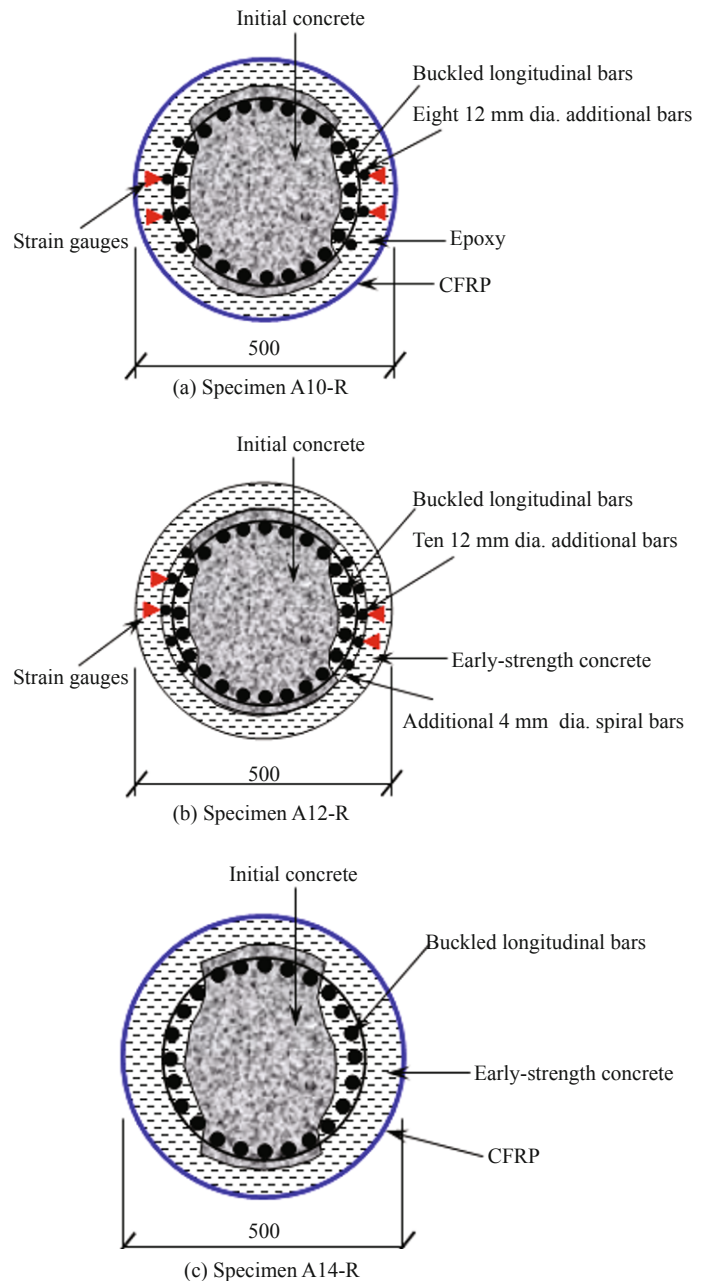 Initial concrete
Buckled longitudinal bars
Eight 12 mm dia. additional bars
Strain gauges
Epoxy
CFRP
500
(a) Specimen A10-R
Initial concrete
Buckled longitudinal bars
Ten 12 mm dia. additional bars
Strain gauges
Early-strength concrete
Additional 4 mm dia. spiral bars
500
(b) Specimen A12-R
Initial concrete
Buckled longitudinal bars
Early-strength concrete
CFRP
500
(c) Specimen A14-R